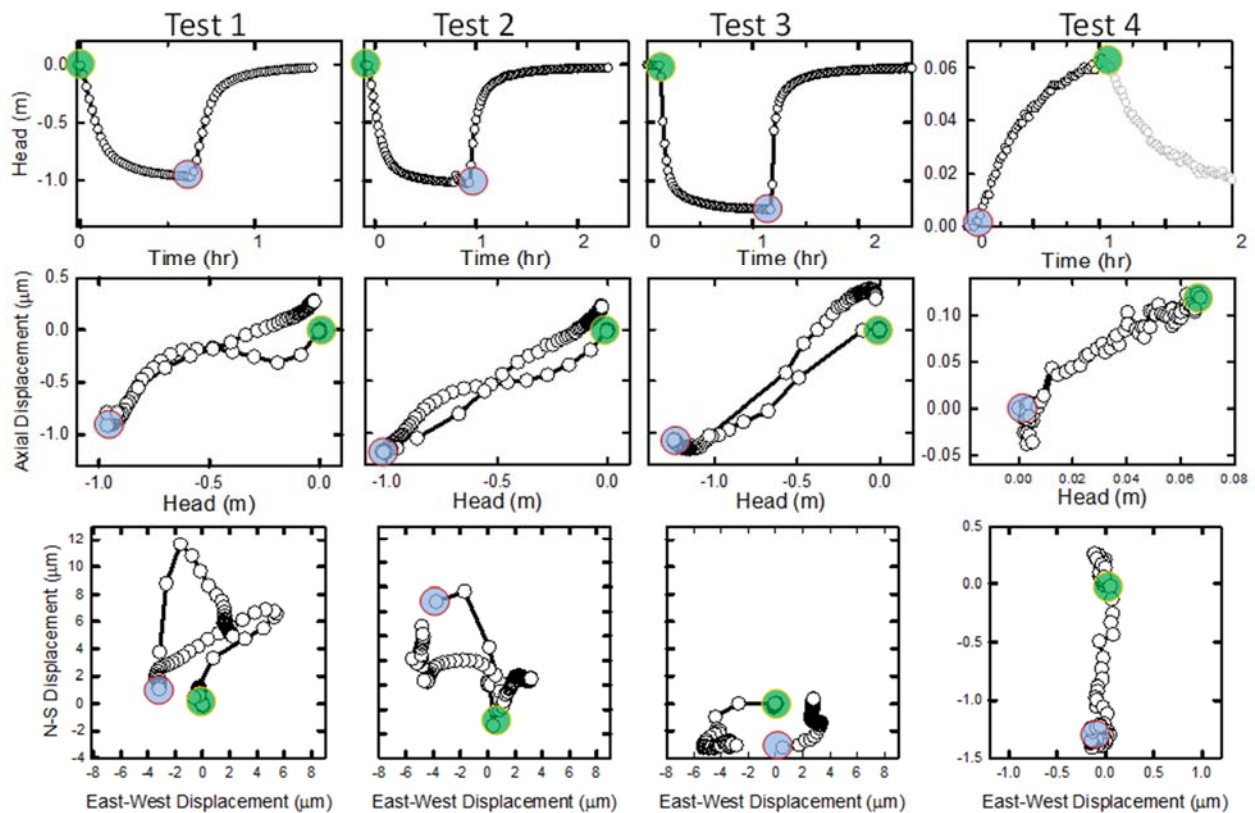 Test 1 Test 2 Test 3 Test 4
Head (m)
0.0
-0.5
-1.0
0.06
0.04
0.02
0.00
0 1
0 1 2
0 1 2
0 1 2
Time (hr) Time (hr) Time (hr) Time (hr)
Axial Displacement (μm)
0.5
0.0
-0.5
-1.0
0.10
0.05
0.00
-0.05
-1.0 -0.5 0.0
-1.0 -0.5 0.0
-1.0 -0.5 0.0
0.00 0.02 0.04 0.06 0.08
Head (m) Head (m) Head (m) Head (m)
N-S Displacement (μm)
12
10
8
6
4
2
0
-2
-4
0.5
0.0
-0.5
-1.0
-1.5
-8 -6 -4 -2 0 2 4 6 8
-8 -6 -4 -2 0 2 4 6 8
-8 -6 -4 -2 0 2 4 6 8
-1.0 -0.5 0.0 0.5 1.0
East-West Displacement (μm) East-West Displacement (μm) East-West Displacement (μm) East-West Displacement (μm)